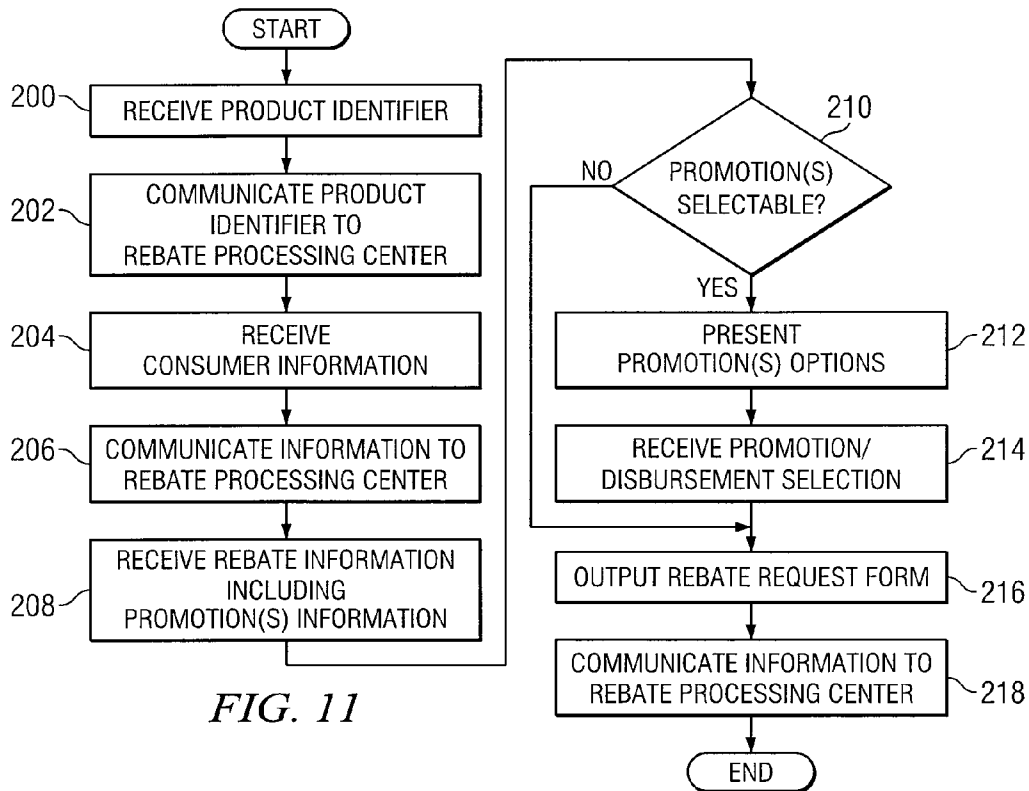 START
200
RECEIVE PRODUCT IDENTIFIER
202
COMMUNICATE PRODUCT
IDENTIFIER TO
REBATE PROCESSING CENTER
204
RECEIVE
CONSUMER INFORMATION
206
COMMUNICATE INFORMATION TO
REBATE PROCESSING CENTER
208
RECEIVE REBATE INFORMATION
INCLUDING
PROMOTION(S) INFORMATION
210
PROMOTION(S)
SELECTABLE?
NO
YES
PRESENT
PROMOTION(S) OPTIONS
212
RECEIVE PROMOTION/
DISBURSEMENT SELECTION
214
OUTPUT REBATE REQUEST FORM
216
COMMUNICATE INFORMATION TO
REBATE PROCESSING CENTER
218
END
FIG. 11